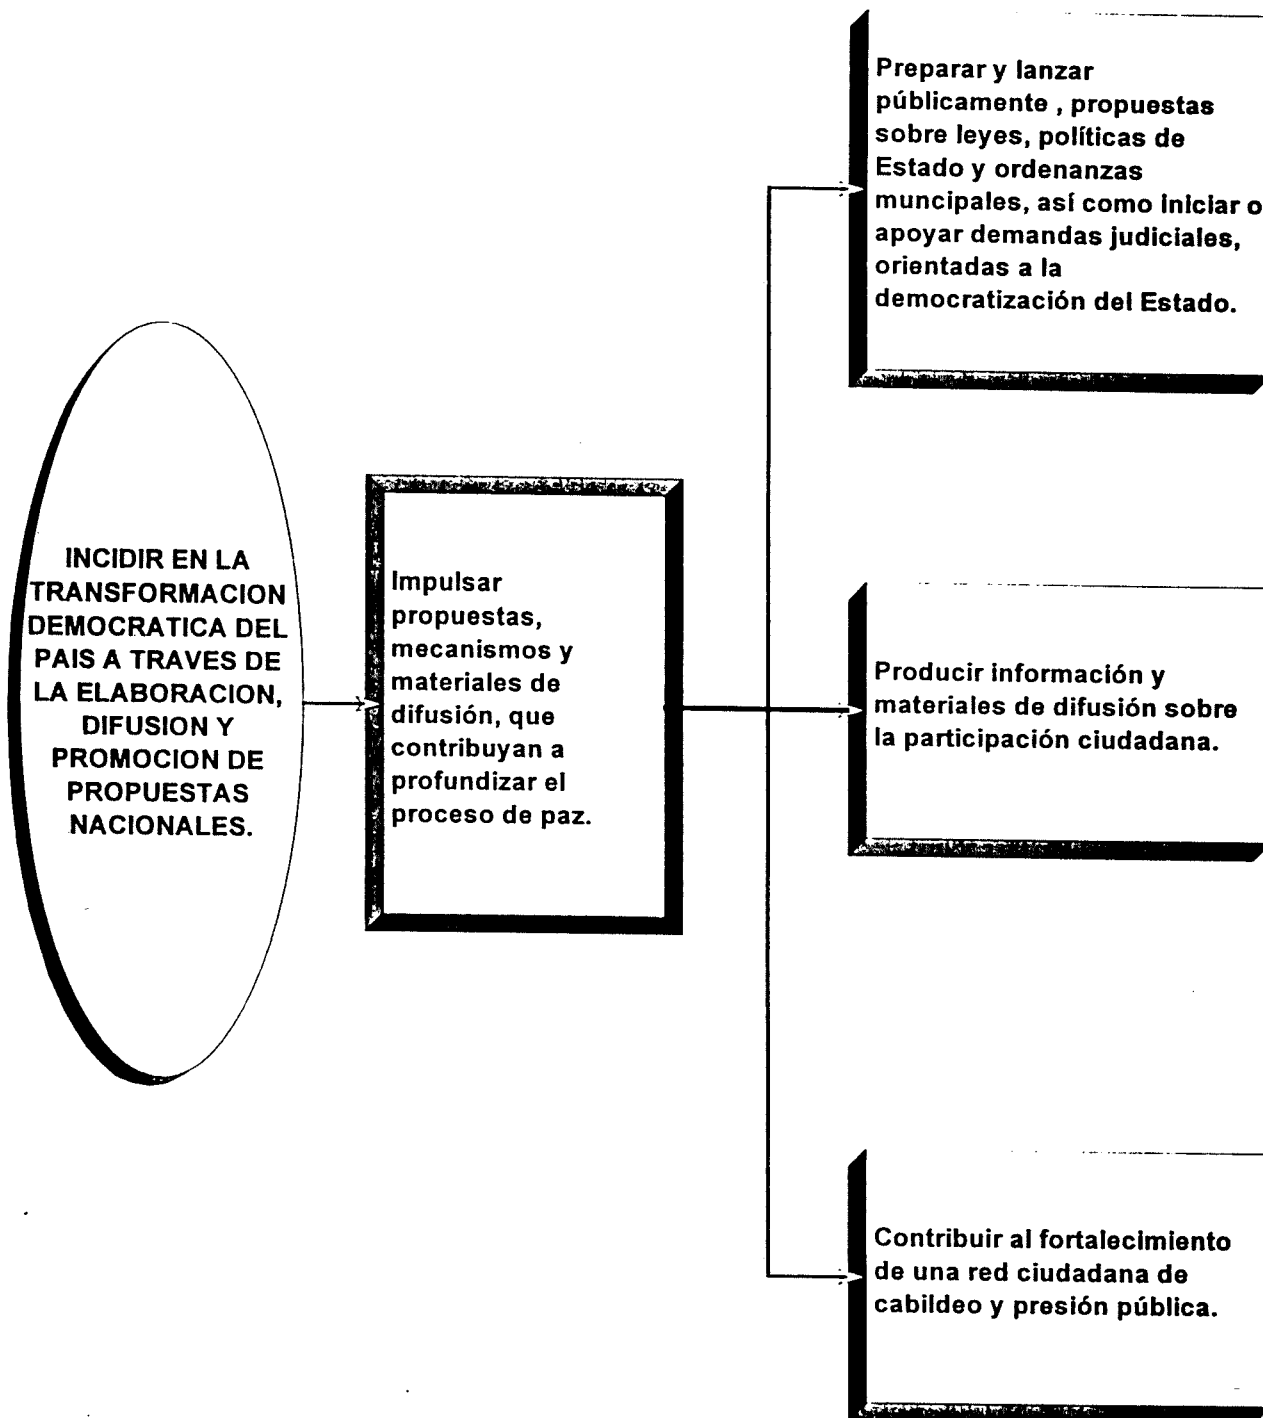 INCIDIR EN LA
TRANSFORMACION
DEMOCRATICA DEL
PAIS A TRAVES DE
LA ELABORACION,
DIFUSION Y
PROMOCION DE
PROPUESTAS
NACIONALES.
Impulsar
propuestas,
mecanismos y
materiales de
difusión, que
contribuyan a
profundizar el
proceso de paz.
Preparar y lanzar
públicamente , propuestas
sobre leyes, políticas de
Estado y ordenanzas
muncipales, así como iniciar o
apoyar demandas judiciales,
orientadas a la
democratización del Estado.
Producir información y
materiales de difusión sobre
la participación ciudadana.
Contribuir al fortalecimiento
de una red ciudadana de
cabildeo y presión pública.